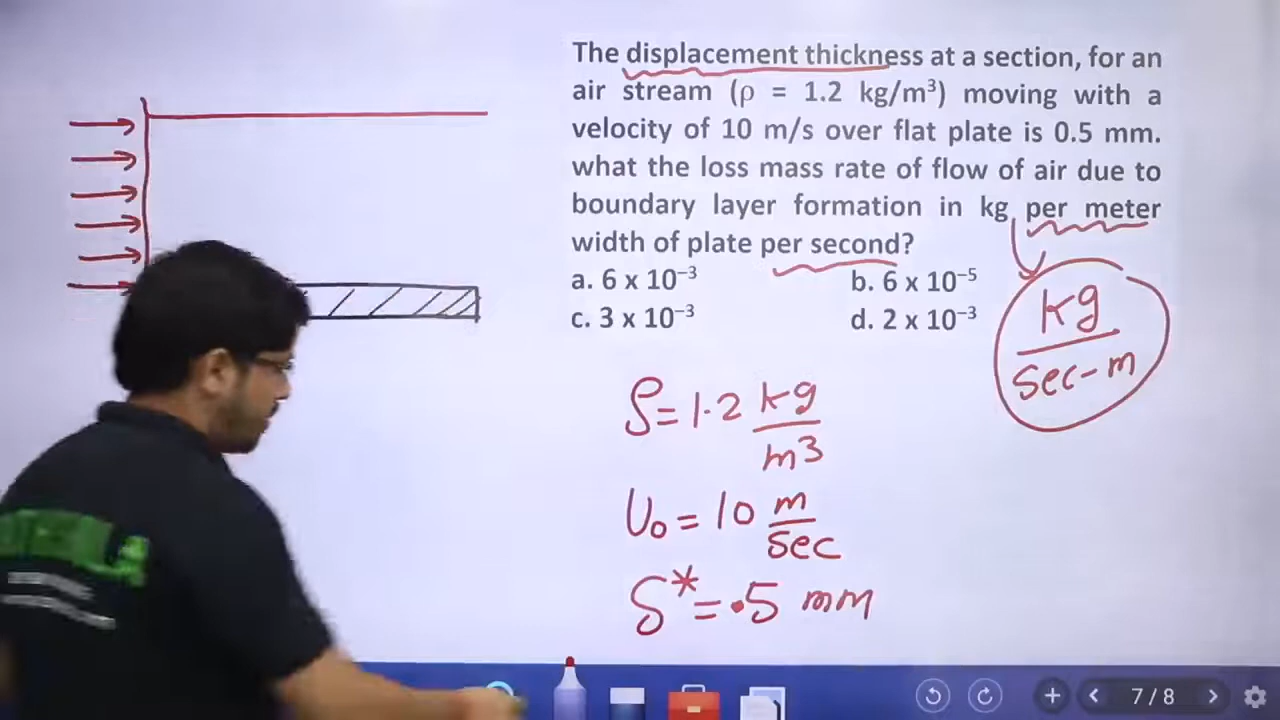 The displacement thickness at a section, for an
air stream (ρ = 1.2 kg/m³) moving with a
velocity of 10 m/s over flat plate is 0.5 mm.
what the loss mass rate of flow of air due to
boundary layer formation in kg per meter
width of plate per second?
a. 6 x 10⁻³ b. 6 x 10⁻⁵
c. 3 x 10⁻³ d. 2 x 10⁻³
kg
sec-m
ρ=1.2 kg
m3
U₀=10 m
sec
δ*=.5 mm
7 / 8